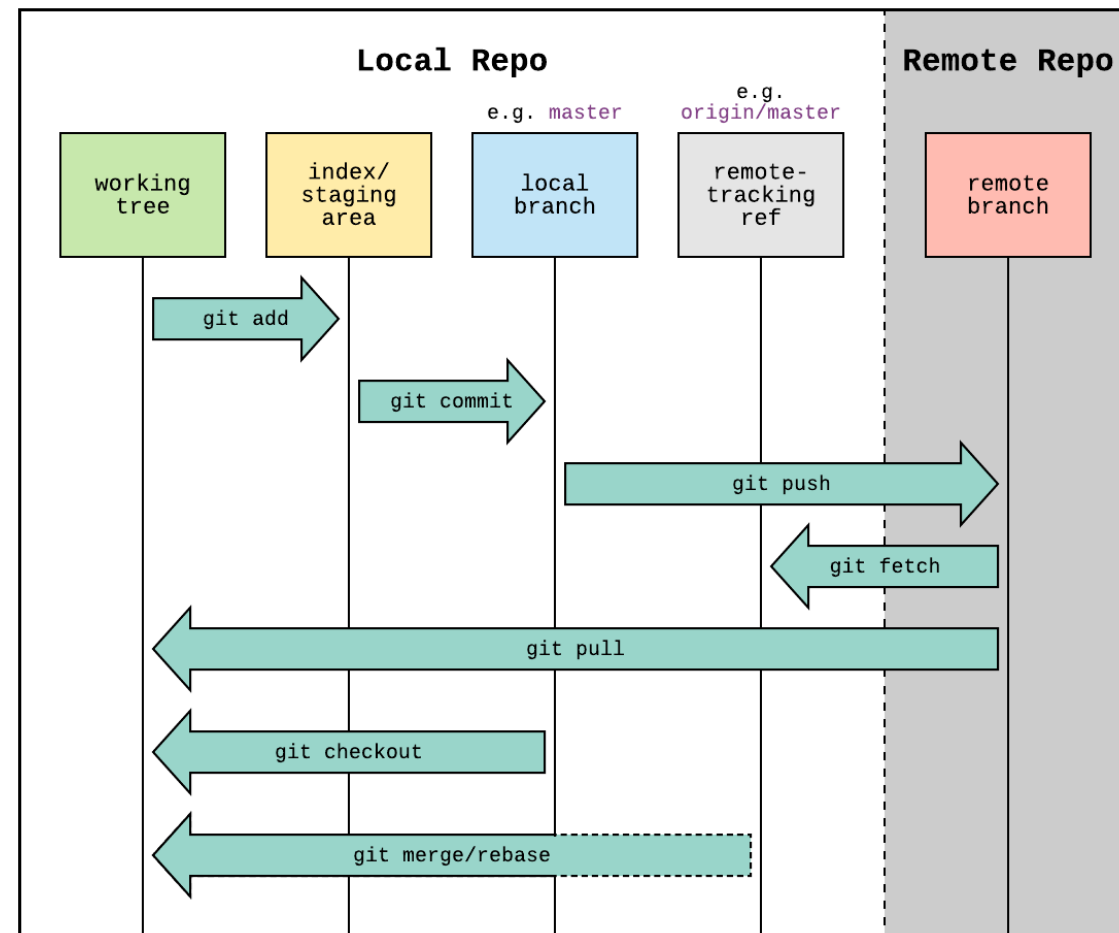 Local Repo
Remote Repo
e.g. master
e.g.
origin/master
working
tree
index/
staging
area
local
branch
remote-
tracking
ref
remote
branch
git add
git commit
git push
git fetch
git pull
git checkout
git merge/rebase